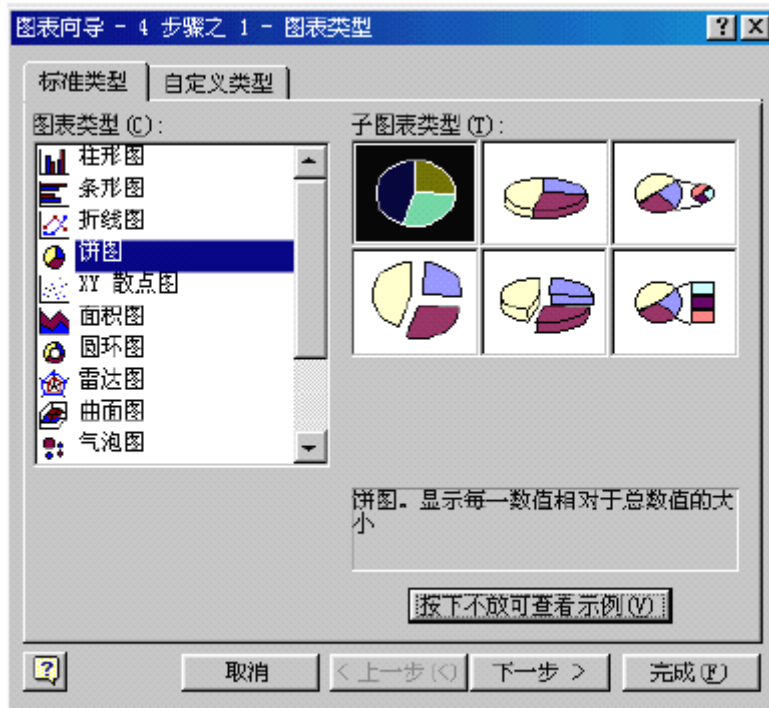 图表向导 - 4 步骤之 1 - 图表类型
标准类型
自定义类型
图表类型(C):
柱形图
条形图
折线图
饼图
XY 散点图
面积图
圆环图
雷达图
曲面图
气泡图
子图表类型(T):
饼图。显示每一数值相对于总数值的大
小
按下不放可查看示例(V)
取消
< 上一步(<)
下一步 >
完成(F)